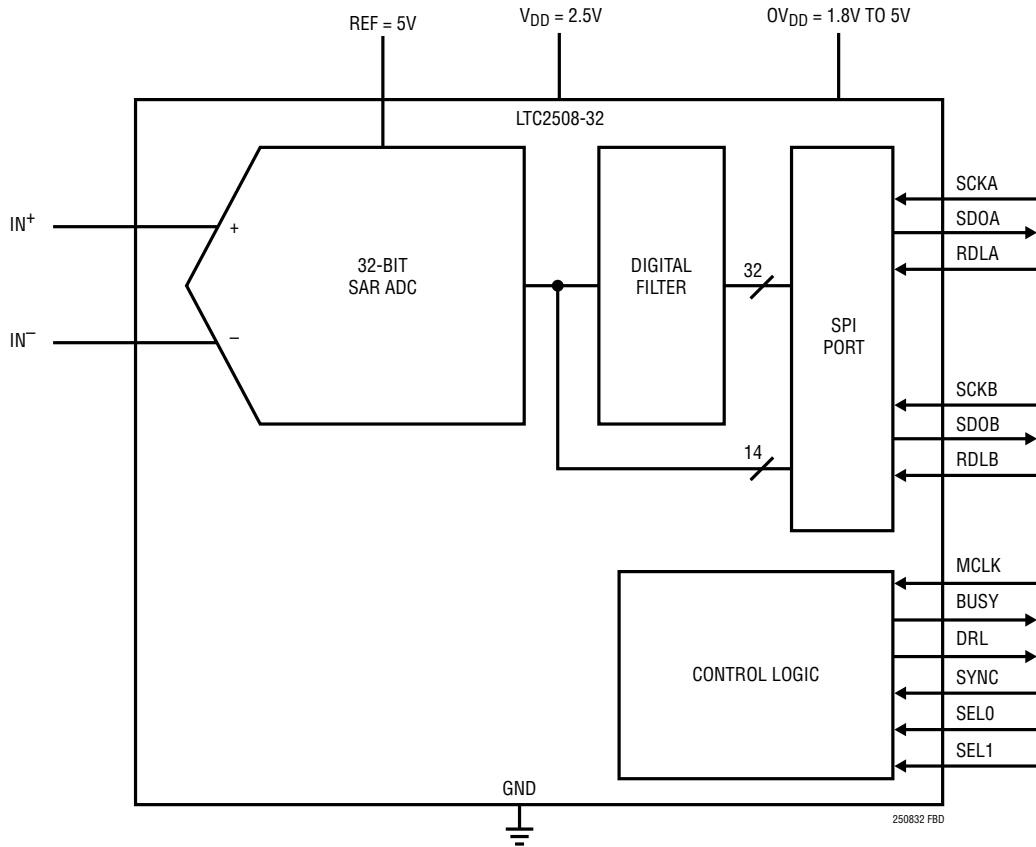 REF = 5V
VDD = 2.5V
OVDD = 1.8V TO 5V
LTC2508-32
IN+
+
32-BIT
SAR ADC
IN–
–
DIGITAL
FILTER
32
14
SPI
PORT
SCKA
SDOA
RDLA
SCKB
SDOB
RDLB
CONTROL LOGIC
MCLK
BUSY
DRL
SYNC
SEL0
SEL1
GND
250832 FBD